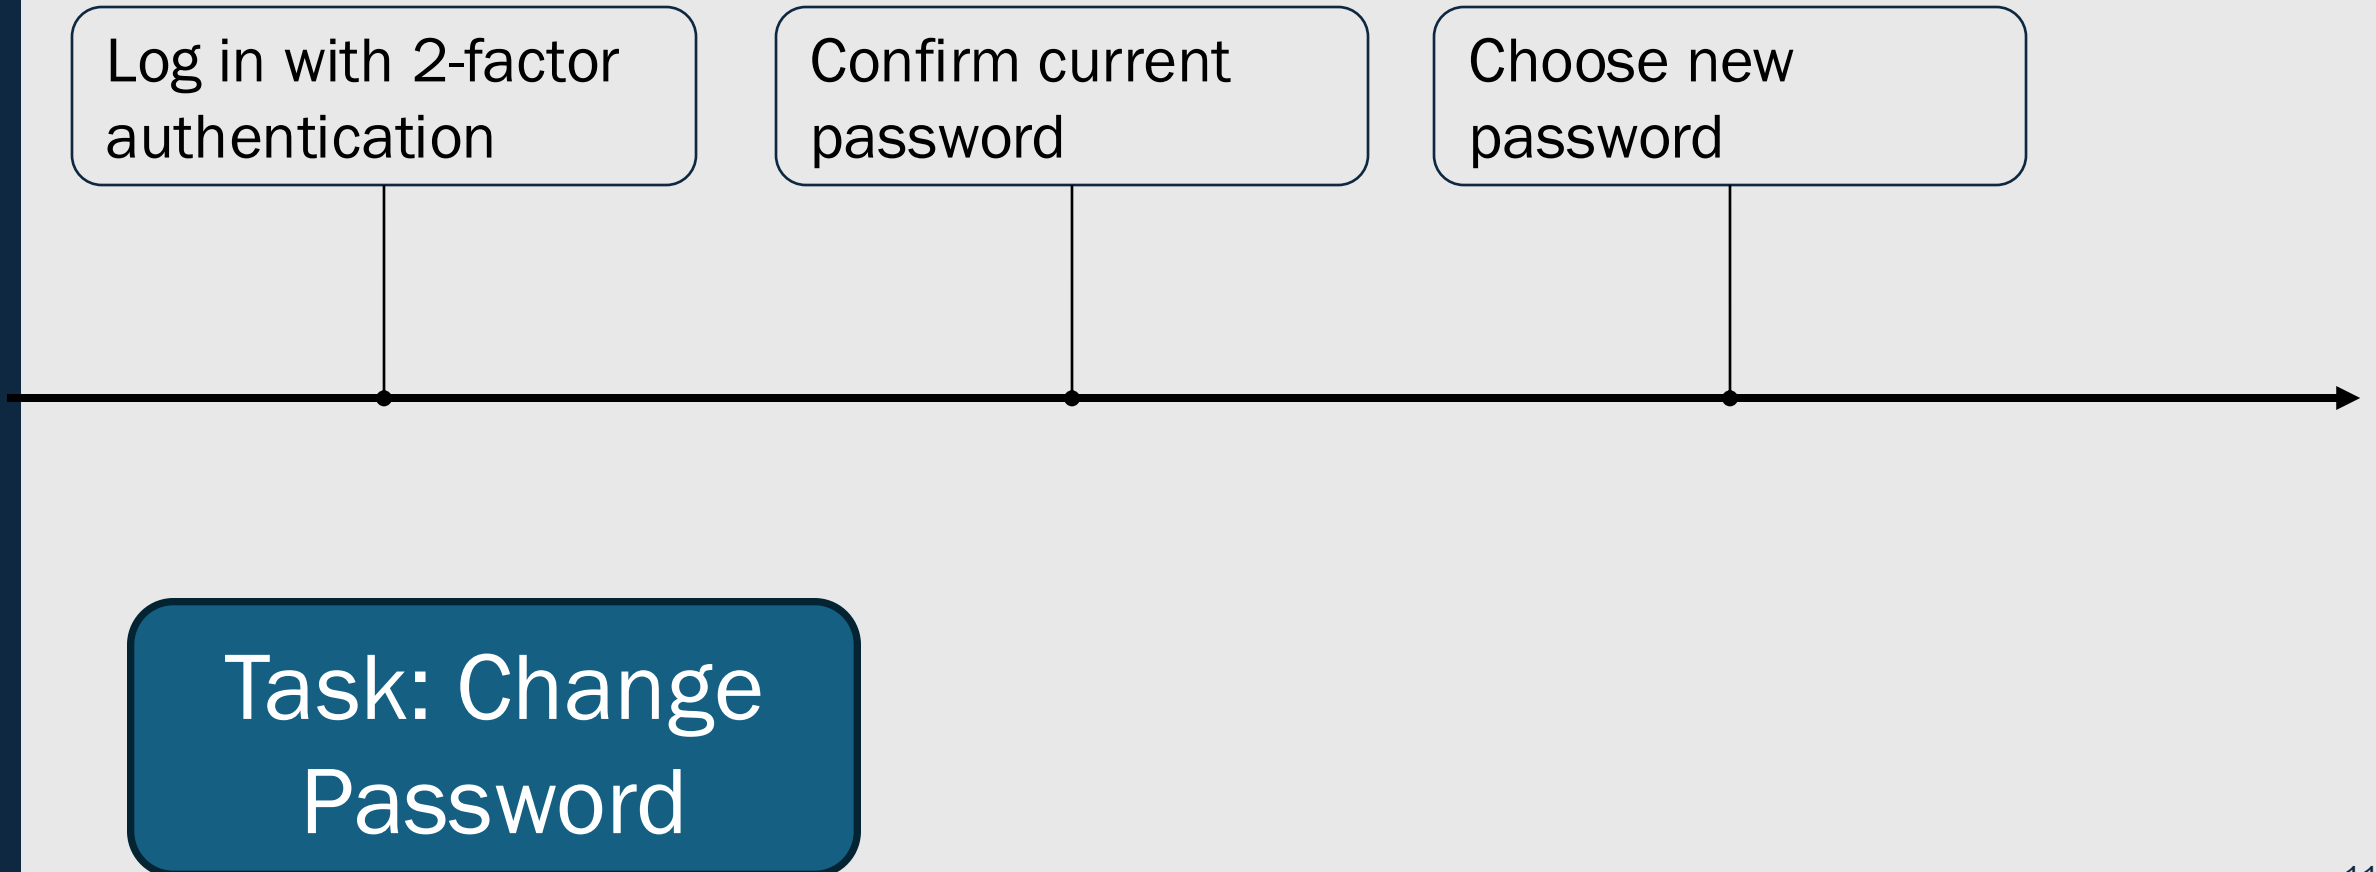 Log in with 2-factor
authentication
Confirm current
password
Choose new
password
Task: Change
Password